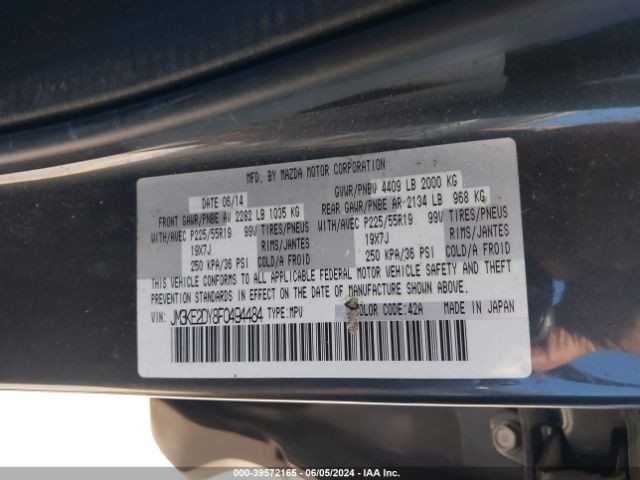 MFD. BY MAZDA MOTOR CORPORATION
DATE 06/14
GVWR/PNBV 4409 LB 2000 KG
FRONT GAWR/PNBE AV 2282 LB 1035 KG
REAR GAWR/PNBE AR 2134 LB 968 KG
WITH/AVEC P225/55R19 99V TIRES/PNEUS
WITH/AVEC P225/55R19 99V TIRES/PNEUS
19X7J RIMS/JANTES
19X7J RIMS/JANTES
250 KPA/36 PSI COLD/A FROID
250 KPA/36 PSI COLD/A FROID
THIS VEHICLE CONFORMS TO ALL APPLICABLE FEDERAL MOTOR VEHICLE SAFETY AND THEFT
PREVENTION STANDARDS IN EFFECT ON THE DATE OF MANUFACTURE SHOWN ABOVE.
VIN: JM3KE2DY8F0494484 TYPE:MPV COLOR CODE:42A MADE IN JAPAN
000-39572165 - 06/05/2024 - IAA Inc.